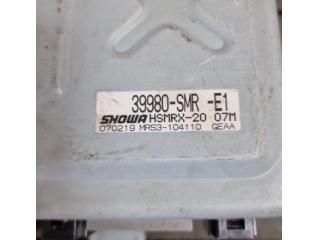 39980-SMR -E1
SHOWA HSMRX-20 07M
070219 MRS3-104110 GEAA